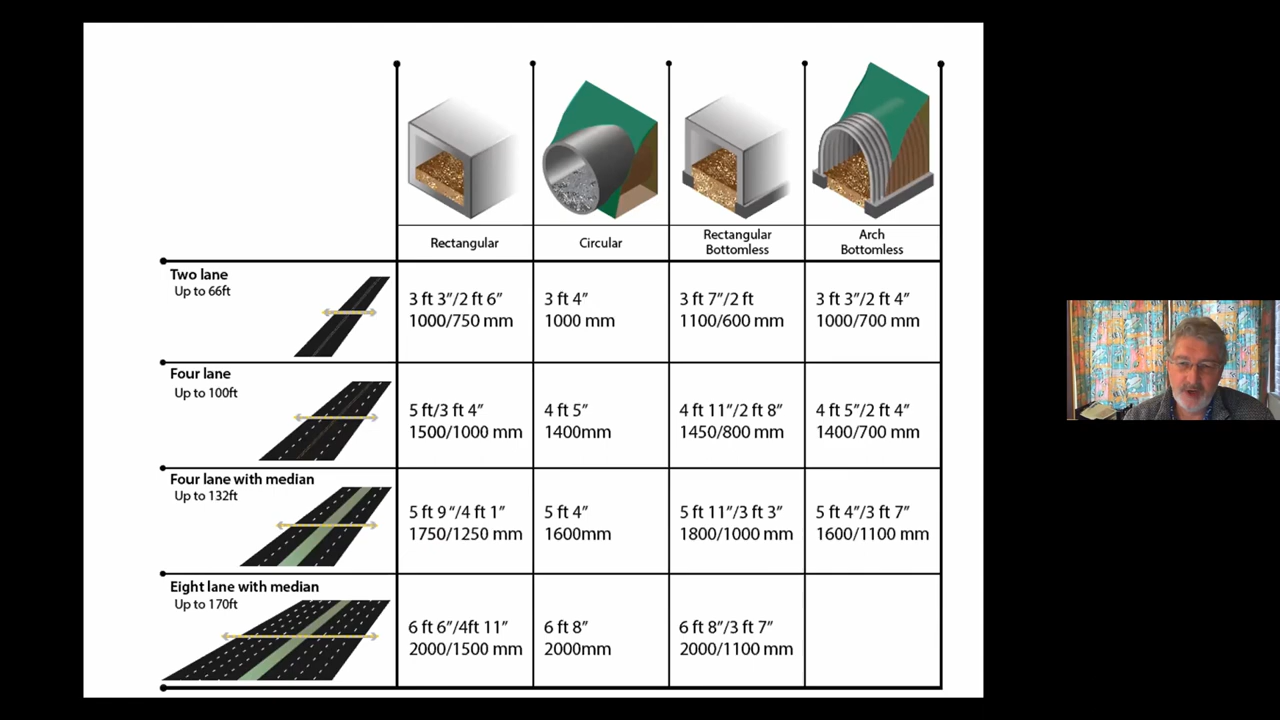 Rectangular
Circular
Rectangular
Bottomless
Arch
Bottomless
Two lane
Up to 66ft
3 ft 3”/2 ft 6”
1000/750 mm
3 ft 4”
1000 mm
3 ft 7”/2 ft
1100/600 mm
3 ft 3”/2 ft 4”
1000/700 mm
Four lane
Up to 100ft
5 ft/3 ft 4”
1500/1000 mm
4 ft 5”
1400mm
4 ft 11”/2 ft 8”
1450/800 mm
4 ft 5”/2 ft 4”
1400/700 mm
Four lane with median
Up to 132ft
5 ft 9 “/4 ft 1”
1750/1250 mm
5 ft 4”
1600mm
5 ft 11”/3 ft 3”
1800/1000 mm
5 ft 4”/3 ft 7”
1600/1100 mm
Eight lane with median
Up to 170ft
6 ft 6”/4ft 11”
2000/1500 mm
6 ft 8”
2000mm
6 ft 8”/3 ft 7”
2000/1100 mm